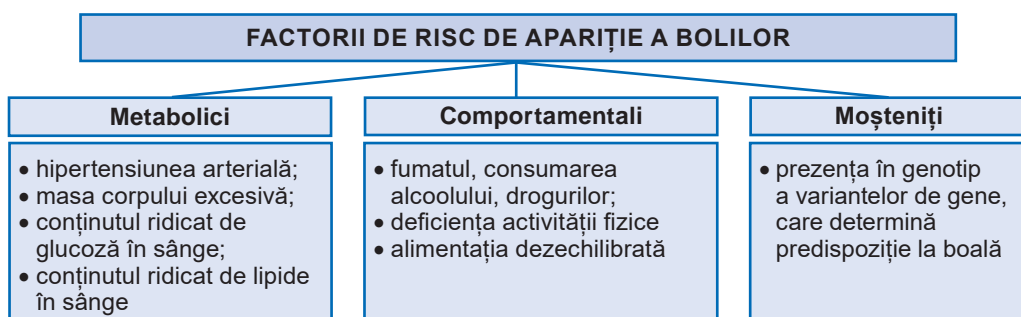 FACTORII DE RISC DE APARIȚIE A BOLILOR
Metabolici
• hipertensiunea arterială;
• masa corpului excesivă;
• conținutul ridicat de
glucoză în sânge;
• conținutul ridicat de lipide
în sânge
Comportamentali
• fumatul, consumarea
alcoolului, drogurilor;
• deficiența activității fizice
• alimentația dezechilibrată
Moșteniți
• prezența în genotip
a variantelor de gene,
care determină
predispoziție la boală